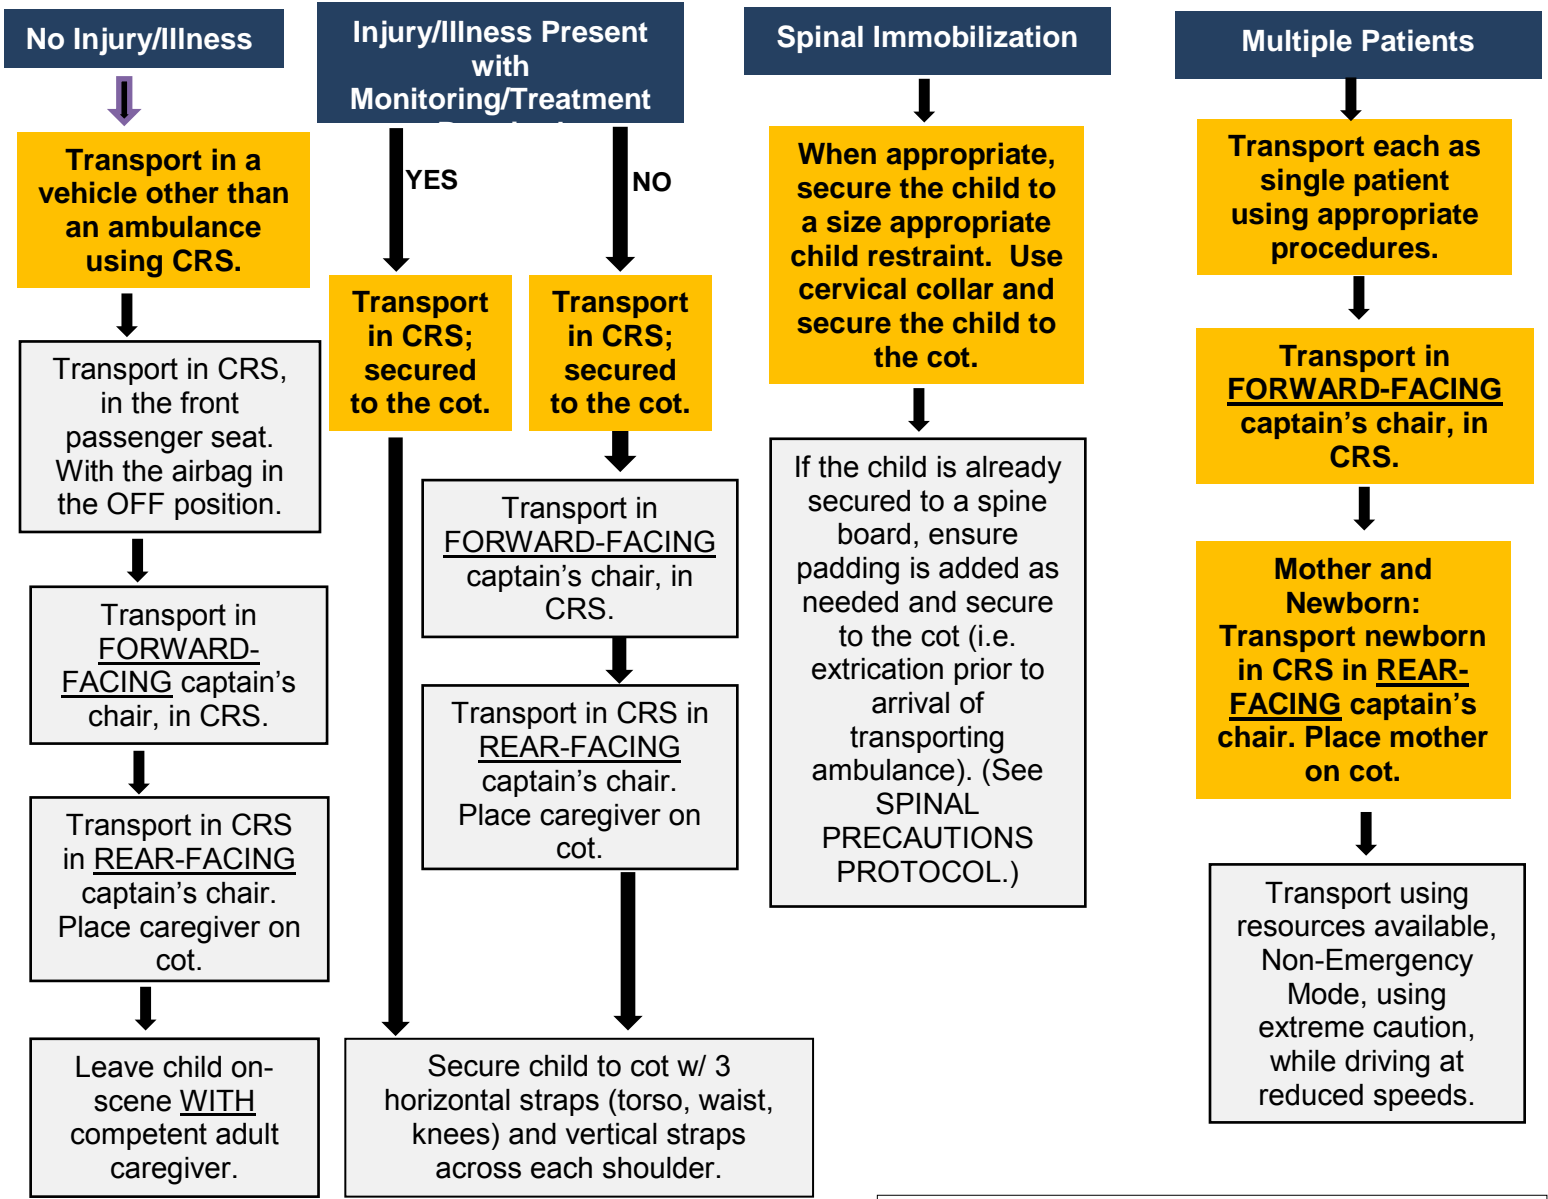 No Injury/Illness
Transport in a
vehicle other than
an ambulance
using CRS.
Transport in CRS,
in the front
passenger seat.
With the airbag in
the OFF position.
Transport in
FORWARD-
FACING captain's
chair, in CRS.
Transport in CRS
in REAR-FACING
captain's chair.
Place caregiver on
cot.
Leave child on-
scene WITH
competent adult
caregiver.
Injury/Illness Present
with
Monitoring/Treatment
YES
NO
Transport
in CRS;
secured
to the cot.
Transport
in CRS;
secured
to the cot.
Transport in
FORWARD-FACING
captain's chair, in
CRS.
Transport in CRS in
REAR-FACING
captain's chair.
Place caregiver on
cot.
Secure child to cot w/ 3
horizontal straps (torso, waist,
knees) and vertical straps
across each shoulder.
Spinal Immobilization
When appropriate,
secure the child to
a size appropriate
child restraint.  Use
cervical collar and
secure the child to
the cot.
If the child is already
secured to a spine
board, ensure
padding is added as
needed and secure
to the cot (i.e.
extrication prior to
arrival of
transporting
ambulance). (See
SPINAL
PRECAUTIONS
PROTOCOL.)
Multiple Patients
Transport each as
single patient
using appropriate
procedures.
Transport in
FORWARD-FACING
captain's chair, in
CRS.
Mother and
Newborn:
Transport newborn
in CRS in REAR-
FACING captain's
chair. Place mother
on cot.
Transport using
resources available,
Non-Emergency
Mode, using
extreme caution,
while driving at
reduced speeds.